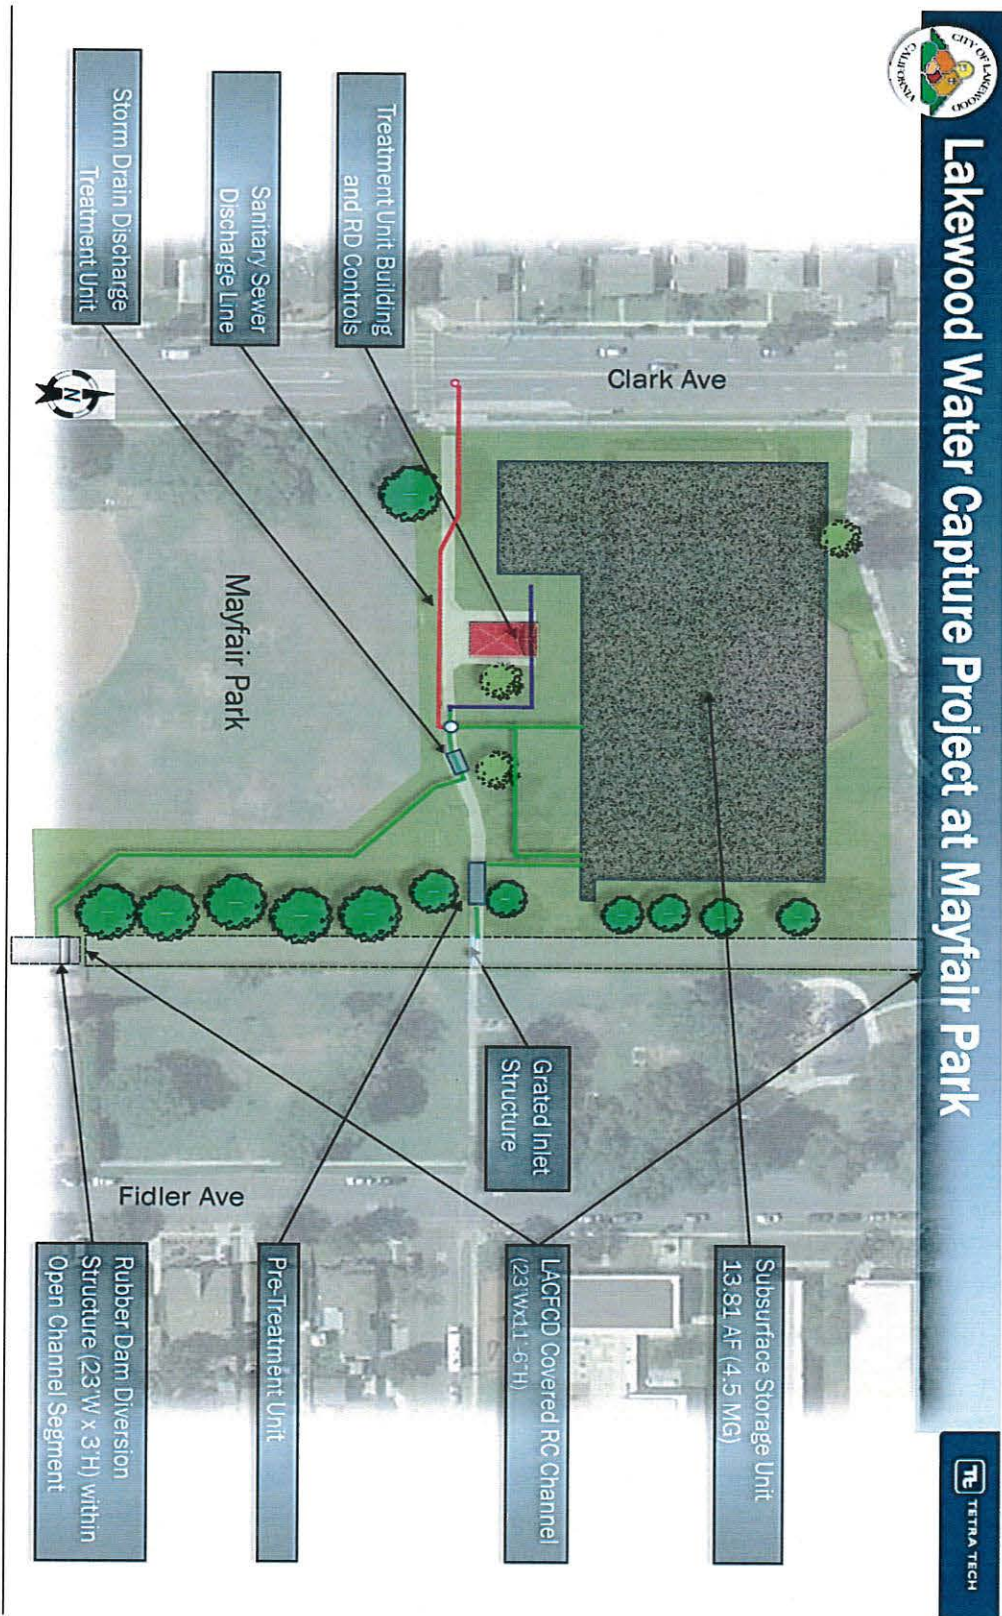 CITY OF LAKEWOOD
CALIFORNIA
Lakewood Water Capture Project at Mayfair Park
Treatment Unit Building
and RD Controls
Sanitary Sewer
Discharge Line
Storm Drain Discharge
Treatment Unit
Clark Ave
N
Mayfair Park
Grated Inlet
Structure
Fidler Ave
Subsurface Storage Unit
13.81 AF (4.5 MG)
LACFCD Covered RC Channel
(23'Wx11'-6"H)
Pre-Treatment Unit
Rubber Dam Diversion
Structure (23'W x 3'H) within
Open Channel Segment
Tt
TETRA TECH